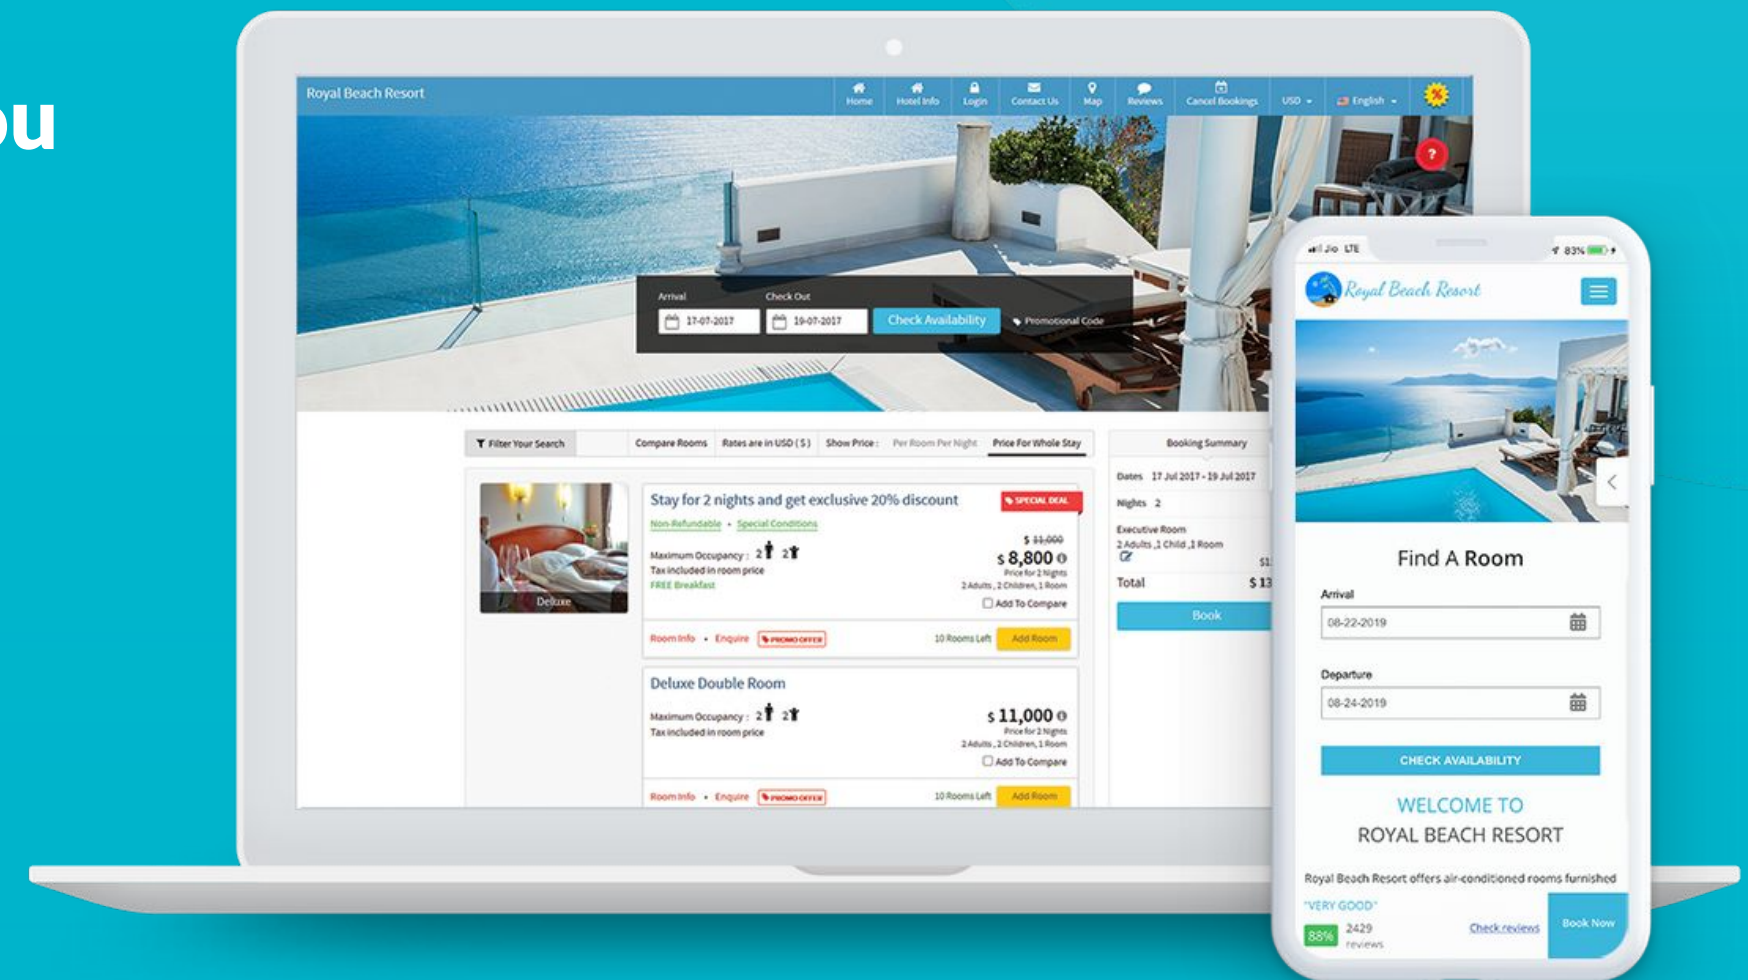 ou
Royal Beach Resort
Home
Hotel Info
Login
Contact Us
Map
Reviews
Cancel Bookings
USD
English
%
?
Arrival
Check Out
17-07-2017
19-07-2017
Check Availability
Promotional Code
Filter Your Search
Compare Rooms
Rates are in USD ( $ )
Show Price :
Per Room Per Night
Price For Whole Stay
Deluxe
Stay for 2 nights and get exclusive 20% discount
SPECIAL DEAL
Non-Refundable • Special Conditions
$ 11,000
Maximum Occupancy : 2 2
$ 8,800
Tax included in room price
Price for 2 Nights
FREE Breakfast
2 Adults , 2 Children, 1 Room
Add To Compare
Room Info • Enquire PROMO OFFER
10 Rooms Left
Add Room
Deluxe Double Room
Maximum Occupancy : 2 2
$ 11,000
Tax included in room price
Price for 2 Nights
2 Adults , 2 Children, 1 Room
Add To Compare
Room Info • Enquire PROMO OFFER
10 Rooms Left
Add Room
Booking Summary
Dates 17 Jul 2017 - 19 Jul 2017
Nights 2
Executive Room
2 Adults ,1 Child ,1 Room
Total
$ 13
Book
Jio LTE
83%
Royal Beach Resort
Find A Room
Arrival
08-22-2019
Departure
08-24-2019
CHECK AVAILABILITY
WELCOME TO
ROYAL BEACH RESORT
Royal Beach Resort offers air-conditioned rooms furnished
"VERY GOOD"
88%
2429
reviews
Check reviews
Book Now